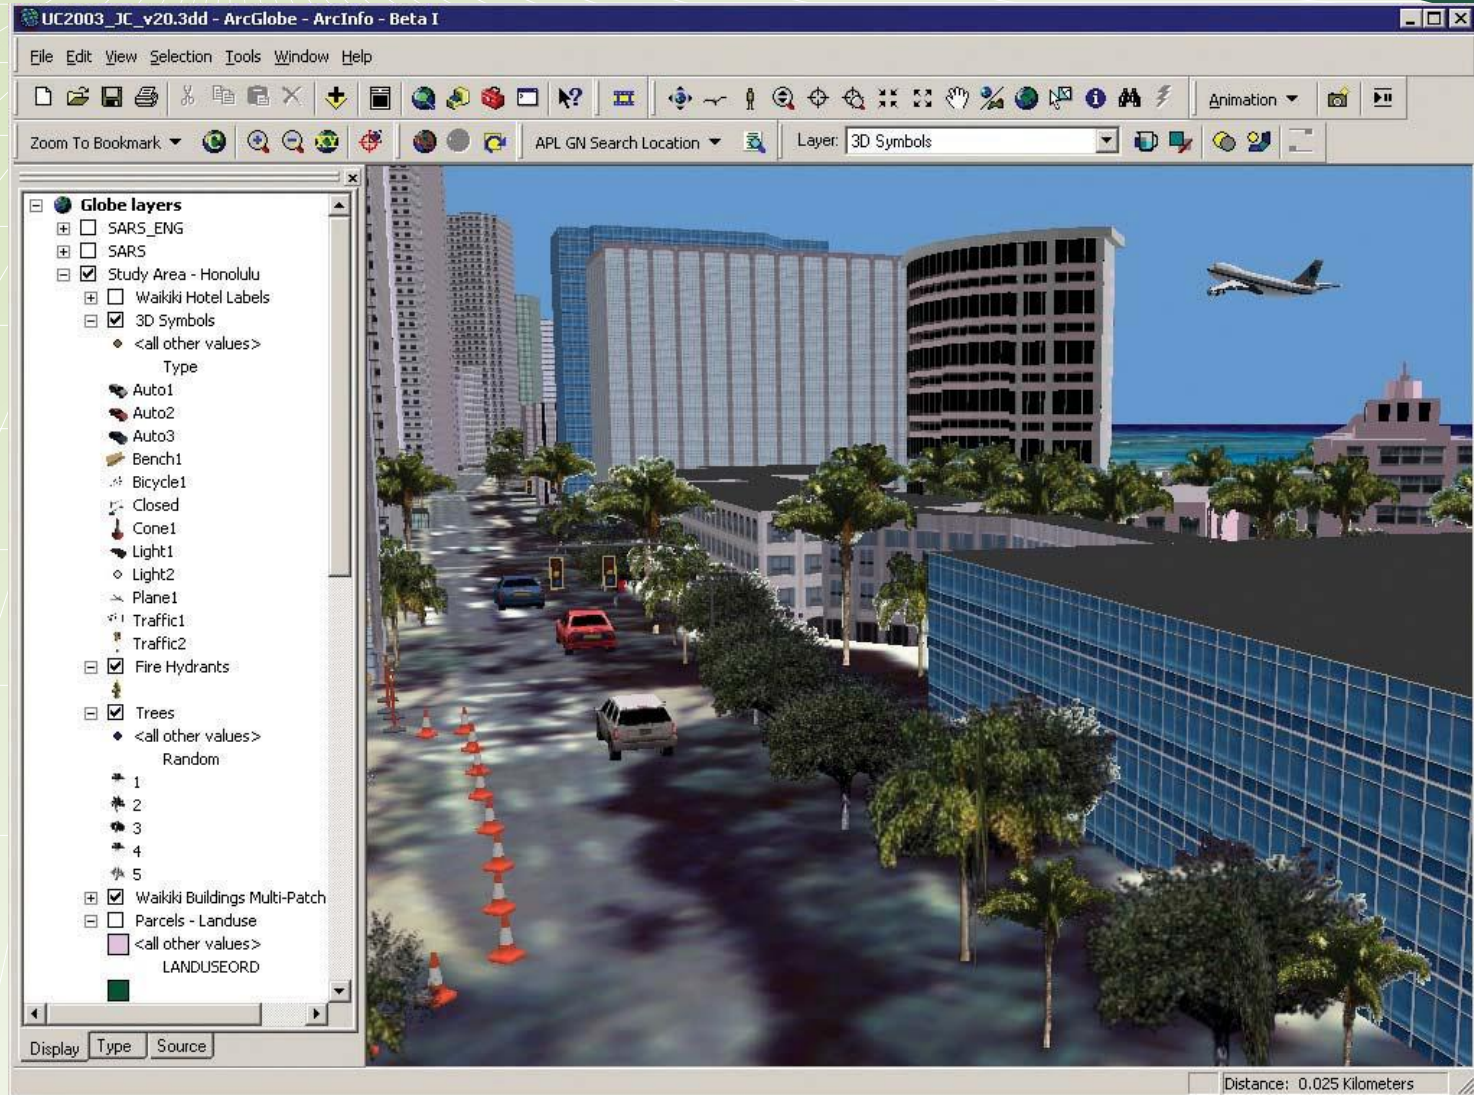 UC2003_JC_v20.3dd - ArcGlobe - ArcInfo - Beta I
File Edit View Selection Tools Window Help
Animation
Zoom To Bookmark
APL GN Search Location
Layer: 3D Symbols
Globe layers
SARS_ENG
SARS
Study Area - Honolulu
Waikiki Hotel Labels
3D Symbols
<all other values>
Type
Auto1
Auto2
Auto3
Bench1
Bicycle1
Closed
Cone1
Light1
Light2
Plane1
Traffic1
Traffic2
Fire Hydrants
Trees
<all other values>
Random
1
2
3
4
5
Waikiki Buildings Multi-Patch
Parcels - Landuse
<all other values>
LANDUSEORD
Display Type Source
Distance: 0.025 Kilometers